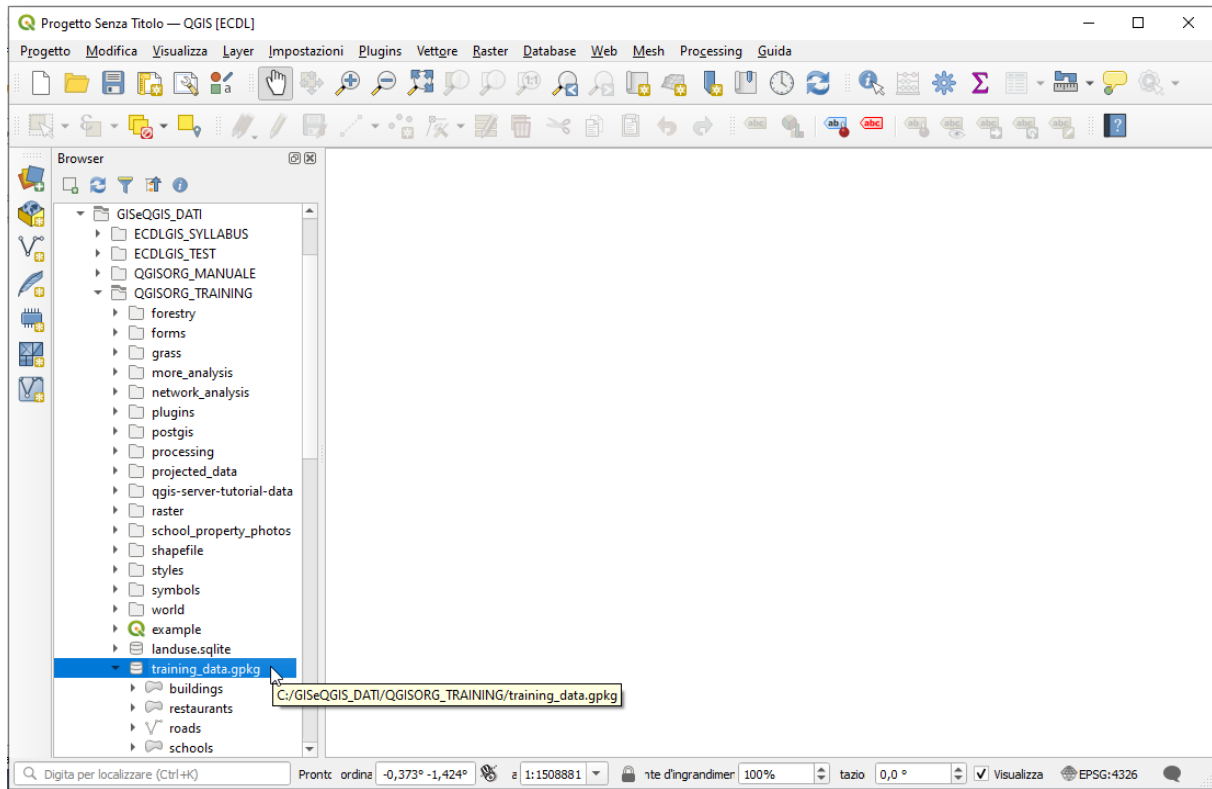 Progetto Senza Titolo — QGIS [ECDL]
Progetto Modifica Visualizza Layer Impostazioni Plugins Vettore Raster Database Web Mesh Processing Guida
Browser
GISeQGIS_DATI
ECDLGIS_SYLLABUS
ECDLGIS_TEST
QGISORG_MANUALE
QGISORG_TRAINING
forestry
forms
grass
more_analysis
network_analysis
plugins
postgis
processing
projected_data
qgis-server-tutorial-data
raster
school_property_photos
shapefile
styles
symbols
world
example
landuse.sqlite
training_data.gpkg
buildings
C:/GISeQGIS_DATI/QGISORG_TRAINING/training_data.gpkg
restaurants
roads
schools
Digita per localizzare (Ctrl+K) Pronto ordina -0,373° -1,424° a 1:1508881 nte d'ingrandimer 100% tazio 0,0 ° Visualizza EPSG:4326